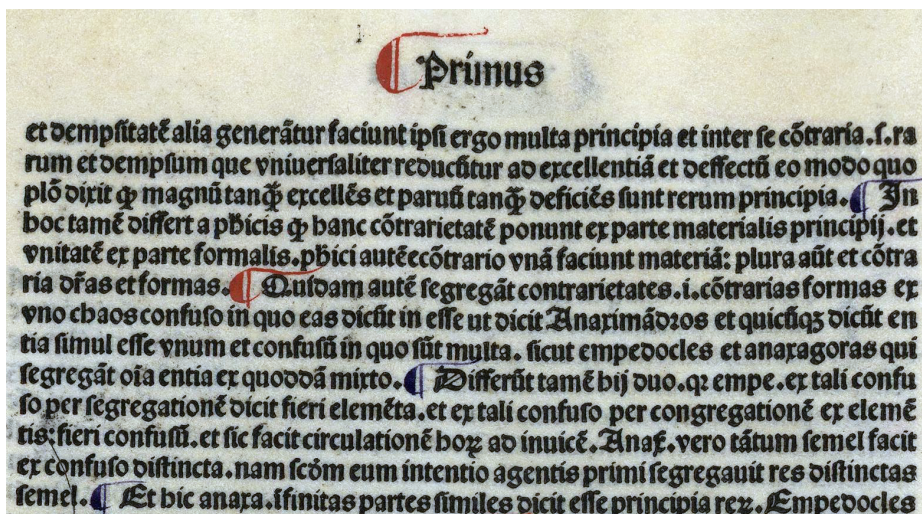 Primus
et dempsitatē alia generātur faciunt ipsi ergo multa principia et inter se cōtraria.s.ra
rum et dempsum que vniuersaliter reducūtur ad excellentiā et deffectū eo modo quo
plō dixit ꝙ magnū tanꝙ̄ excellēs et paruū tanꝙ̄ deficiēs sunt rerum principia. ¶ In
hoc tamē differt a phicis ꝙ hanc cōtrarietatē ponunt ex parte materialis principij.et
vnitatē ex parte formalis.phici autēecōtrario vnā faciunt materiā: plura aūt et cōtra
ria dr̄as et formas. ¶ Quidam autē segregāt contrarietates.i.cōtrarias formas ex
vno chaos confuso in quo eas dicūt in esse ut dicit Anaximādros et quicūqꝫ dicūt en
tia simul esse vnum et confusū in quo sūt multa. sicut empedocles et anaxagoras qui
segregāt oīa entia ex quoddā mixto. ¶ Differūt tamē hij duo.qꝛ empe.ex tali confu
so per segregationē dicit fieri elemēta.et ex tali confuso per congregationē ex elemē
tis; fieri confusū.et sic facit circulationē hoꝝ ad inuicē.Anax̄.vero tātum semel facit
ex confuso distincta.nam scḋm eum intentio agentis primi segregauit res distinctas
semel. ¶ Et hic anaxa.īfinitas partes similes dicit esse principia reꝝ.Empedocles